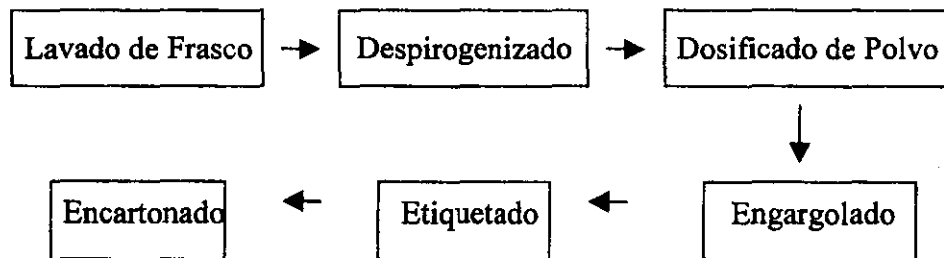 Lavado de Frasco
Despirogenizado
Dosificado de Polvo
Engargolado
Etiquetado
Encartonado